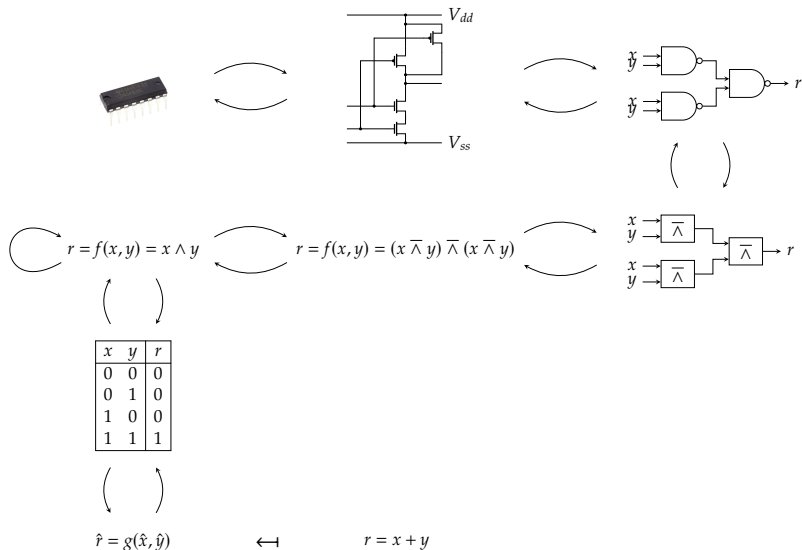 V_dd
V_ss
x
y
x
y
r
r = f(x, y) = x ∧ y
r = f(x, y) = (x ⊼ y) ⊼ (x ⊼ y)
x
y
⊼
x
y
⊼
⊼
r
x y r
0 0 0
0 1 0
1 0 0
1 1 1
r̂ = g(x̂, ŷ)
↤
r = x + y